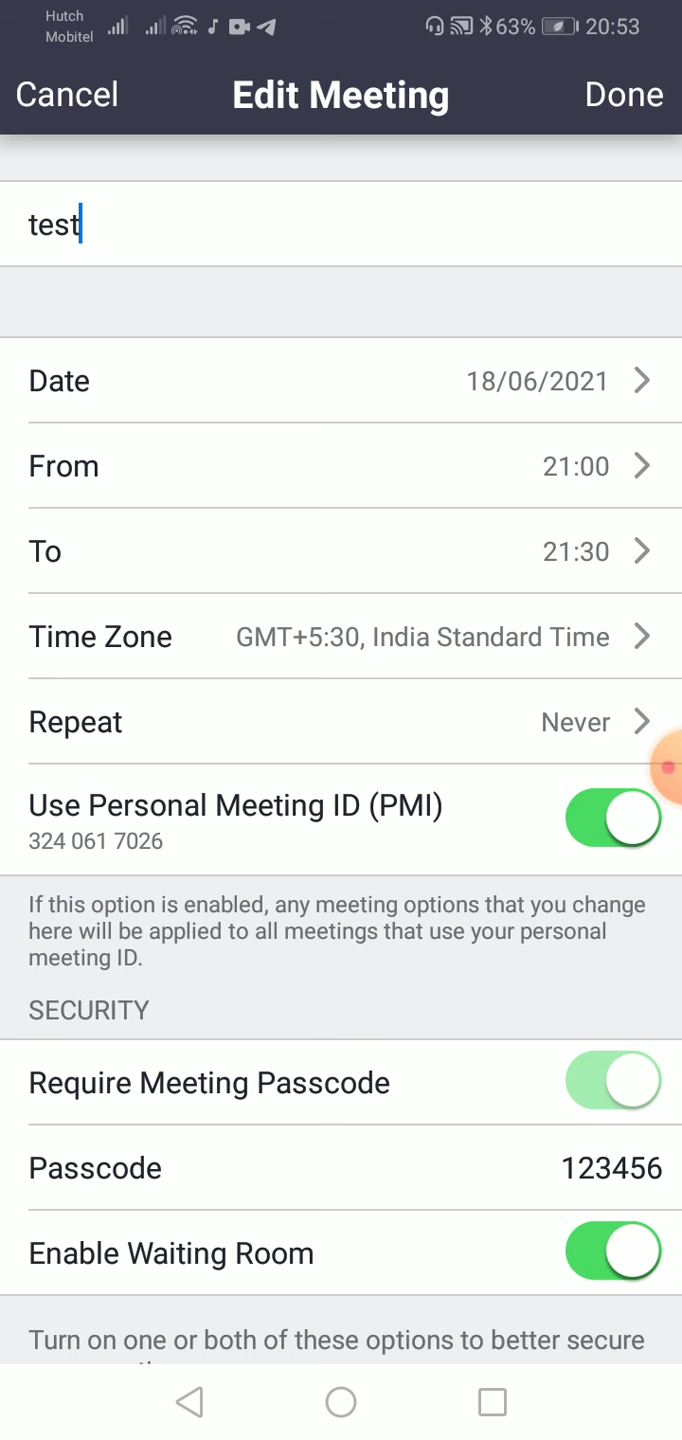 Hutch
Mobitel
63% 20:53
Cancel Edit Meeting Done
test
Date 18/06/2021
From 21:00
To 21:30
Time Zone GMT+5:30, India Standard Time
Repeat Never
Use Personal Meeting ID (PMI)
324 061 7026
If this option is enabled, any meeting options that you change
here will be applied to all meetings that use your personal
meeting ID.
SECURITY
Require Meeting Passcode
Passcode 123456
Enable Waiting Room
Turn on one or both of these options to better secure